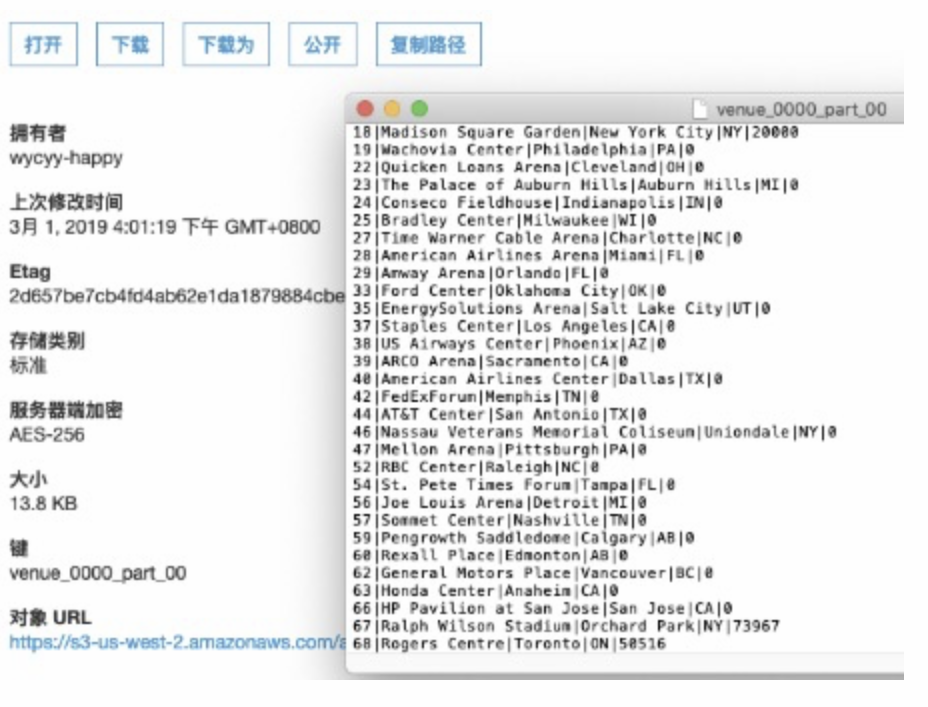 打开 下载 下载为 公开 复制路径
拥有者
wycyy-happy
上次修改时间
3月 1, 2019 4:01:19 下午 GMT+0800
Etag
2d657be7cb4fd4ab62e1da1879884cbe
存储类别
标准
服务器端加密
AES-256
大小
13.8 KB
键
venue_0000_part_00
对象 URL
https://s3-us-west-2.amazonaws.com/a
venue_0000_part_00
18|Madison Square Garden|New York City|NY|20000
19|Wachovia Center|Philadelphia|PA|0
22|Quicken Loans Arena|Cleveland|OH|0
23|The Palace of Auburn Hills|Auburn Hills|MI|0
24|Conseco Fieldhouse|Indianapolis|IN|0
25|Bradley Center|Milwaukee|WI|0
27|Time Warner Cable Arena|Charlotte|NC|0
28|American Airlines Arena|Miami|FL|0
29|Amway Arena|Orlando|FL|0
33|Ford Center|Oklahoma City|OK|0
35|EnergySolutions Arena|Salt Lake City|UT|0
37|Staples Center|Los Angeles|CA|0
38|US Airways Center|Phoenix|AZ|0
39|ARCO Arena|Sacramento|CA|0
40|American Airlines Center|Dallas|TX|0
42|FedExForum|Memphis|TN|0
44|AT&T Center|San Antonio|TX|0
46|Nassau Veterans Memorial Coliseum|Uniondale|NY|0
47|Mellon Arena|Pittsburgh|PA|0
52|RBC Center|Raleigh|NC|0
54|St. Pete Times Forum|Tampa|FL|0
56|Joe Louis Arena|Detroit|MI|0
57|Sommet Center|Nashville|TN|0
59|Pengrowth Saddledome|Calgary|AB|0
60|Rexall Place|Edmonton|AB|0
62|General Motors Place|Vancouver|BC|0
63|Honda Center|Anaheim|CA|0
66|HP Pavilion at San Jose|San Jose|CA|0
67|Ralph Wilson Stadium|Orchard Park|NY|73967
68|Rogers Centre|Toronto|ON|50516